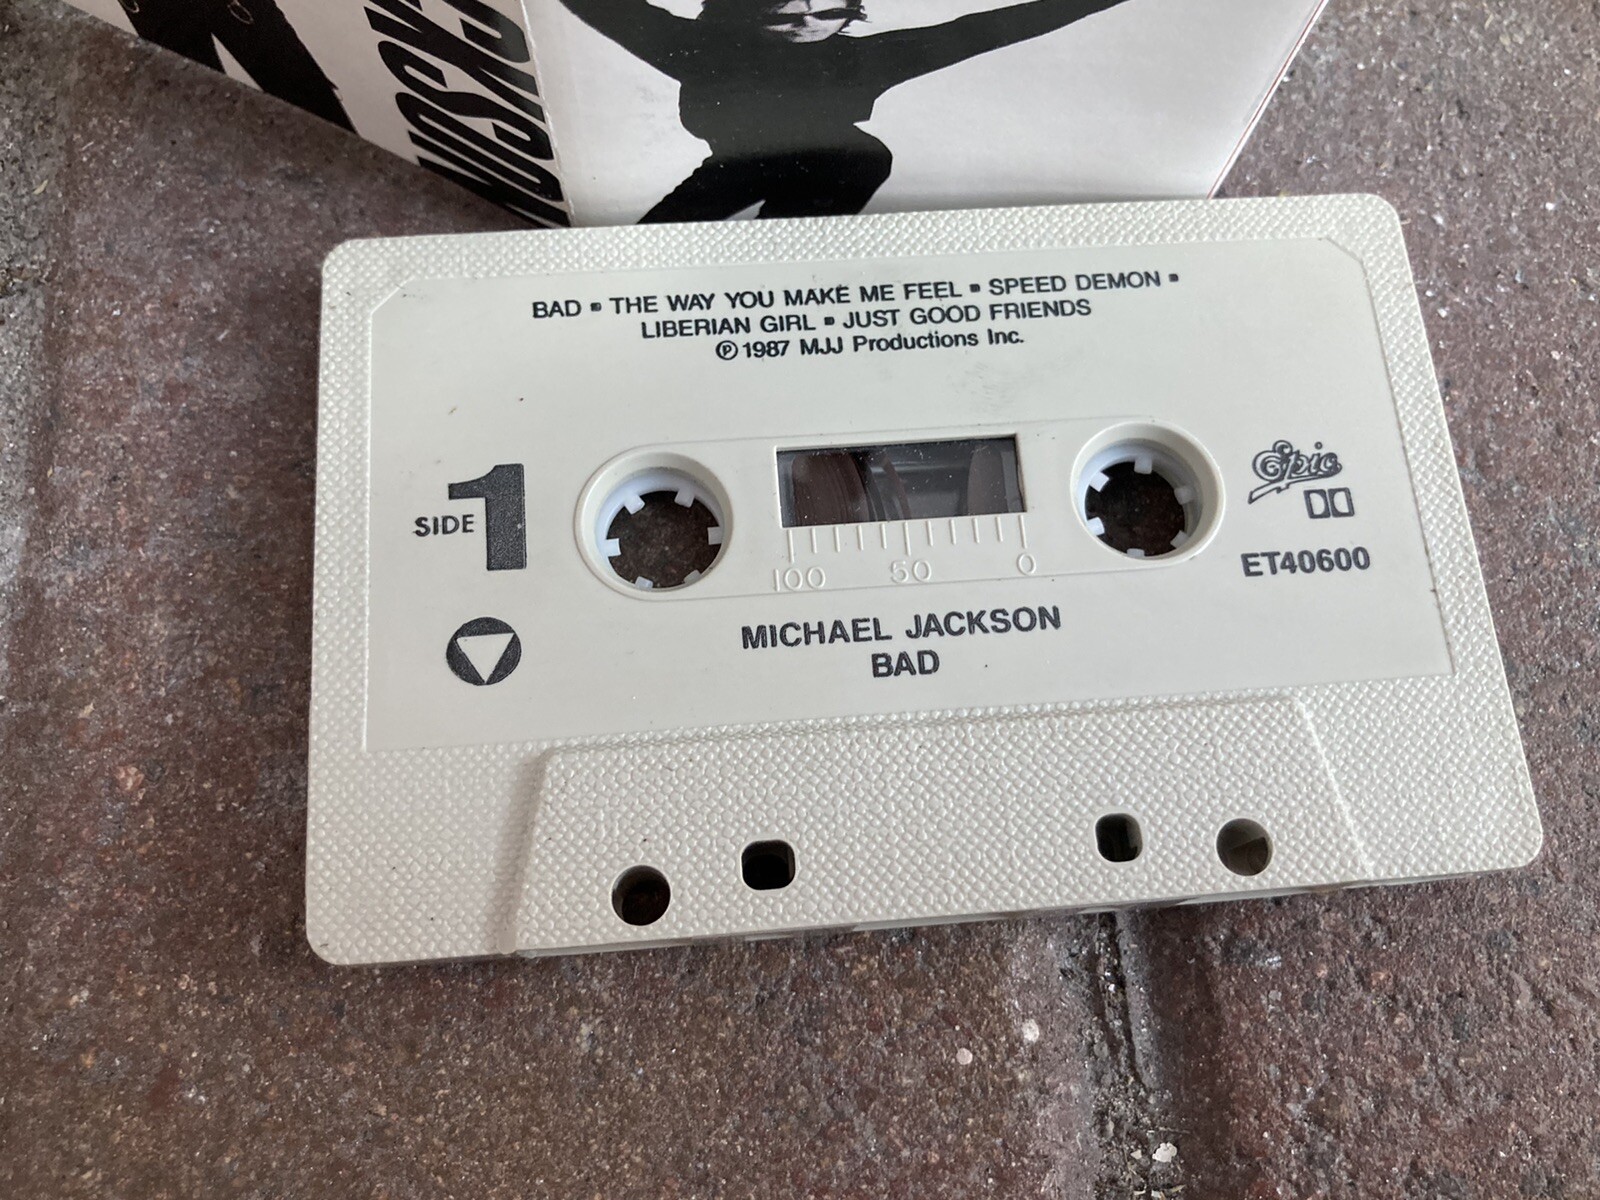 BAD ▪ THE WAY YOU MAKE ME FEEL ▪ SPEED DEMON ▪
LIBERIAN GIRL ▪ JUST GOOD FRIENDS
℗ 1987 MJJ Productions Inc.
SIDE 1
Epic
100 50 0
ET40600
MICHAEL JACKSON
BAD